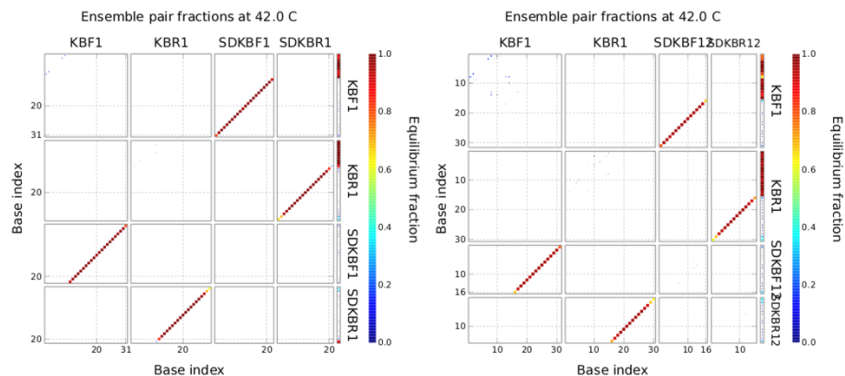 Ensemble pair fractions at 42.0 C
KBF1 KBR1 SDKBF1 SDKBR1
KBF1
KBR1
SDKBF1
SDKBR1
20
31
20
20
20
20 20 31 20 20
Base index
Base index
1.0
0.8
0.6
0.4
0.2
0.0
Equilibrium fraction
Ensemble pair fractions at 42.0 C
KBF1 KBR1 SDKBF12 SDKBR12
KBF1
KBR1
SDKBF12
SDKBR12
10
20
30
10
20
30
10
16
10
10 20 30 10 20 30 10 16 10
Base index
Base index
1.0
0.8
0.6
0.4
0.2
0.0
Equilibrium fraction